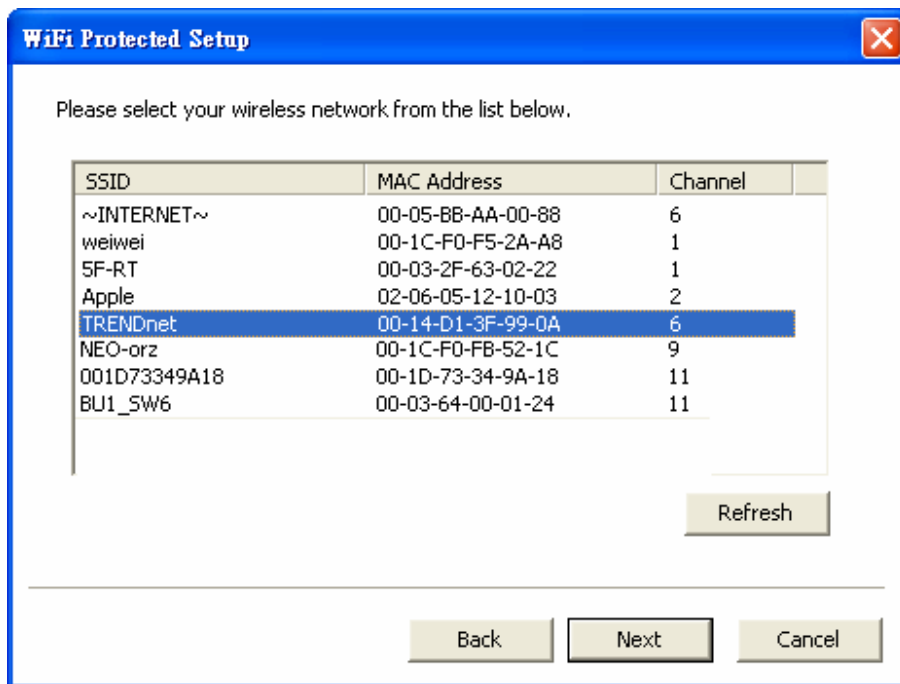 WiFi Protected Setup
Please select your wireless network from the list below.
SSID MAC Address Channel
~INTERNET~ 00-05-BB-AA-00-88 6
weiwei 00-1C-F0-F5-2A-A8 1
5F-RT 00-03-2F-63-02-22 1
Apple 02-06-05-12-10-03 2
TRENDnet 00-14-D1-3F-99-0A 6
NEO-orz 00-1C-F0-FB-52-1C 9
001D73349A18 00-1D-73-34-9A-18 11
BU1_SW6 00-03-64-00-01-24 11
Refresh
Back Next Cancel